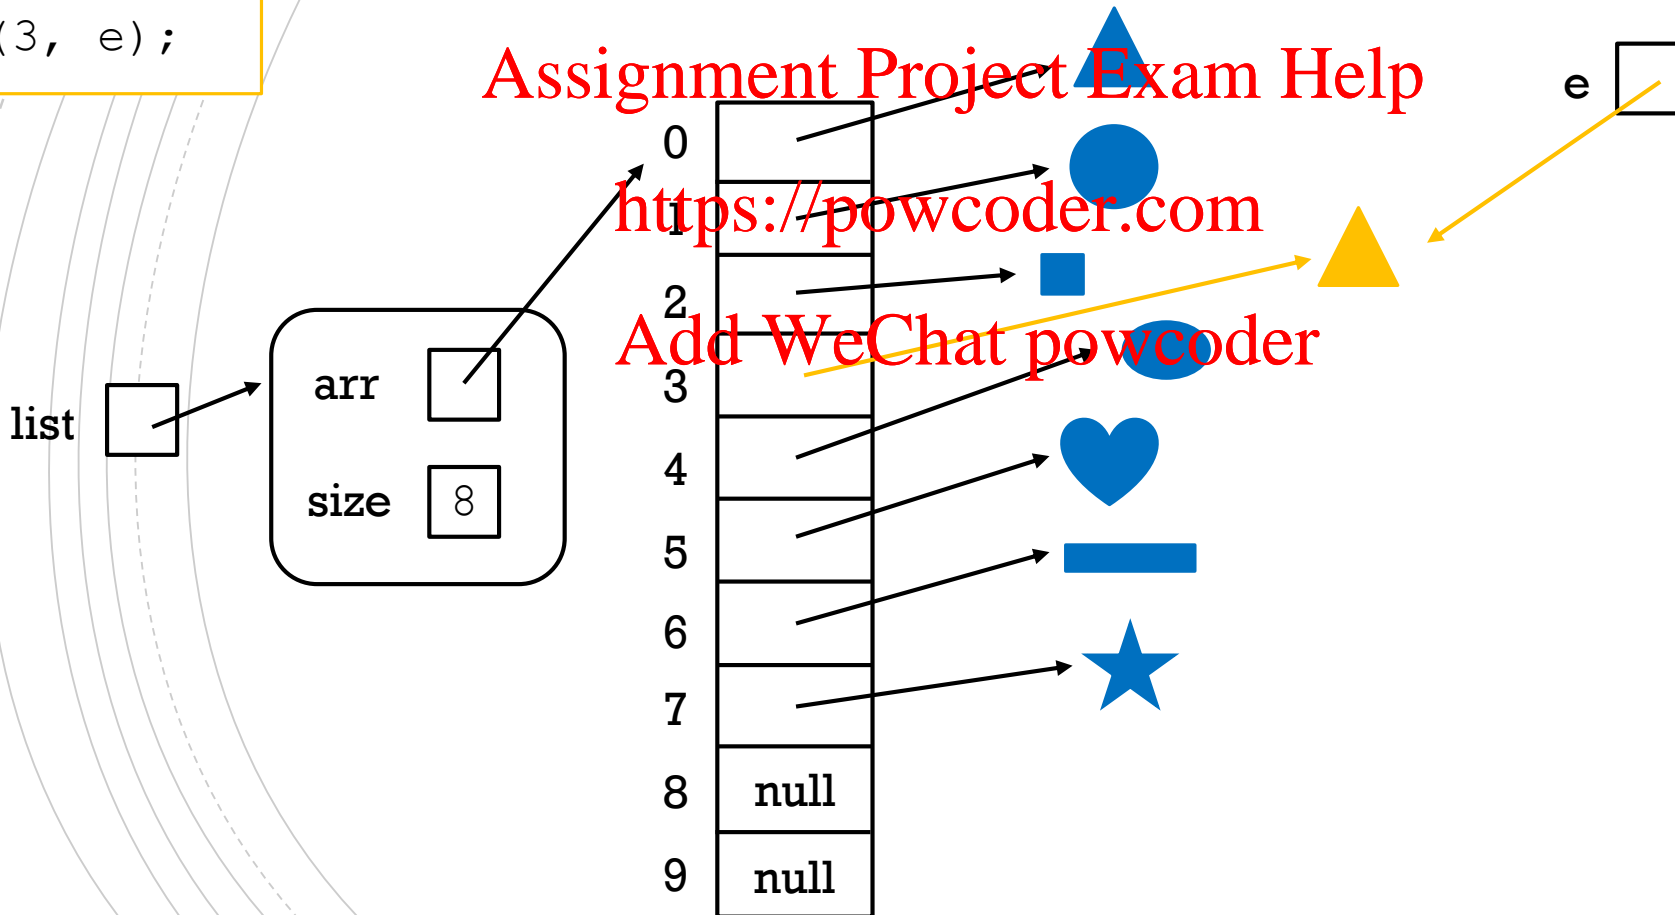 (3, e);
Assignment Project Exam Help
e
0
https://powcoder.com
1
2
Add WeChat powcoder
arr
3
list
4
size 8
5
6
7
8 null
9 null